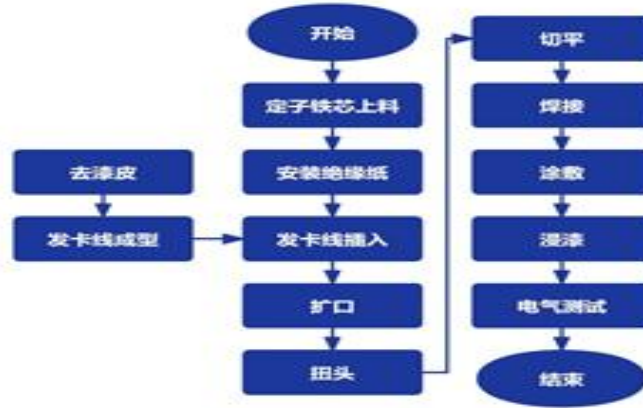 开始
定子铁芯上料
去漆皮
安装绝缘纸
发卡线成型
发卡线插入
扩口
扭头
切平
焊接
涂敷
浸漆
电气测试
结束